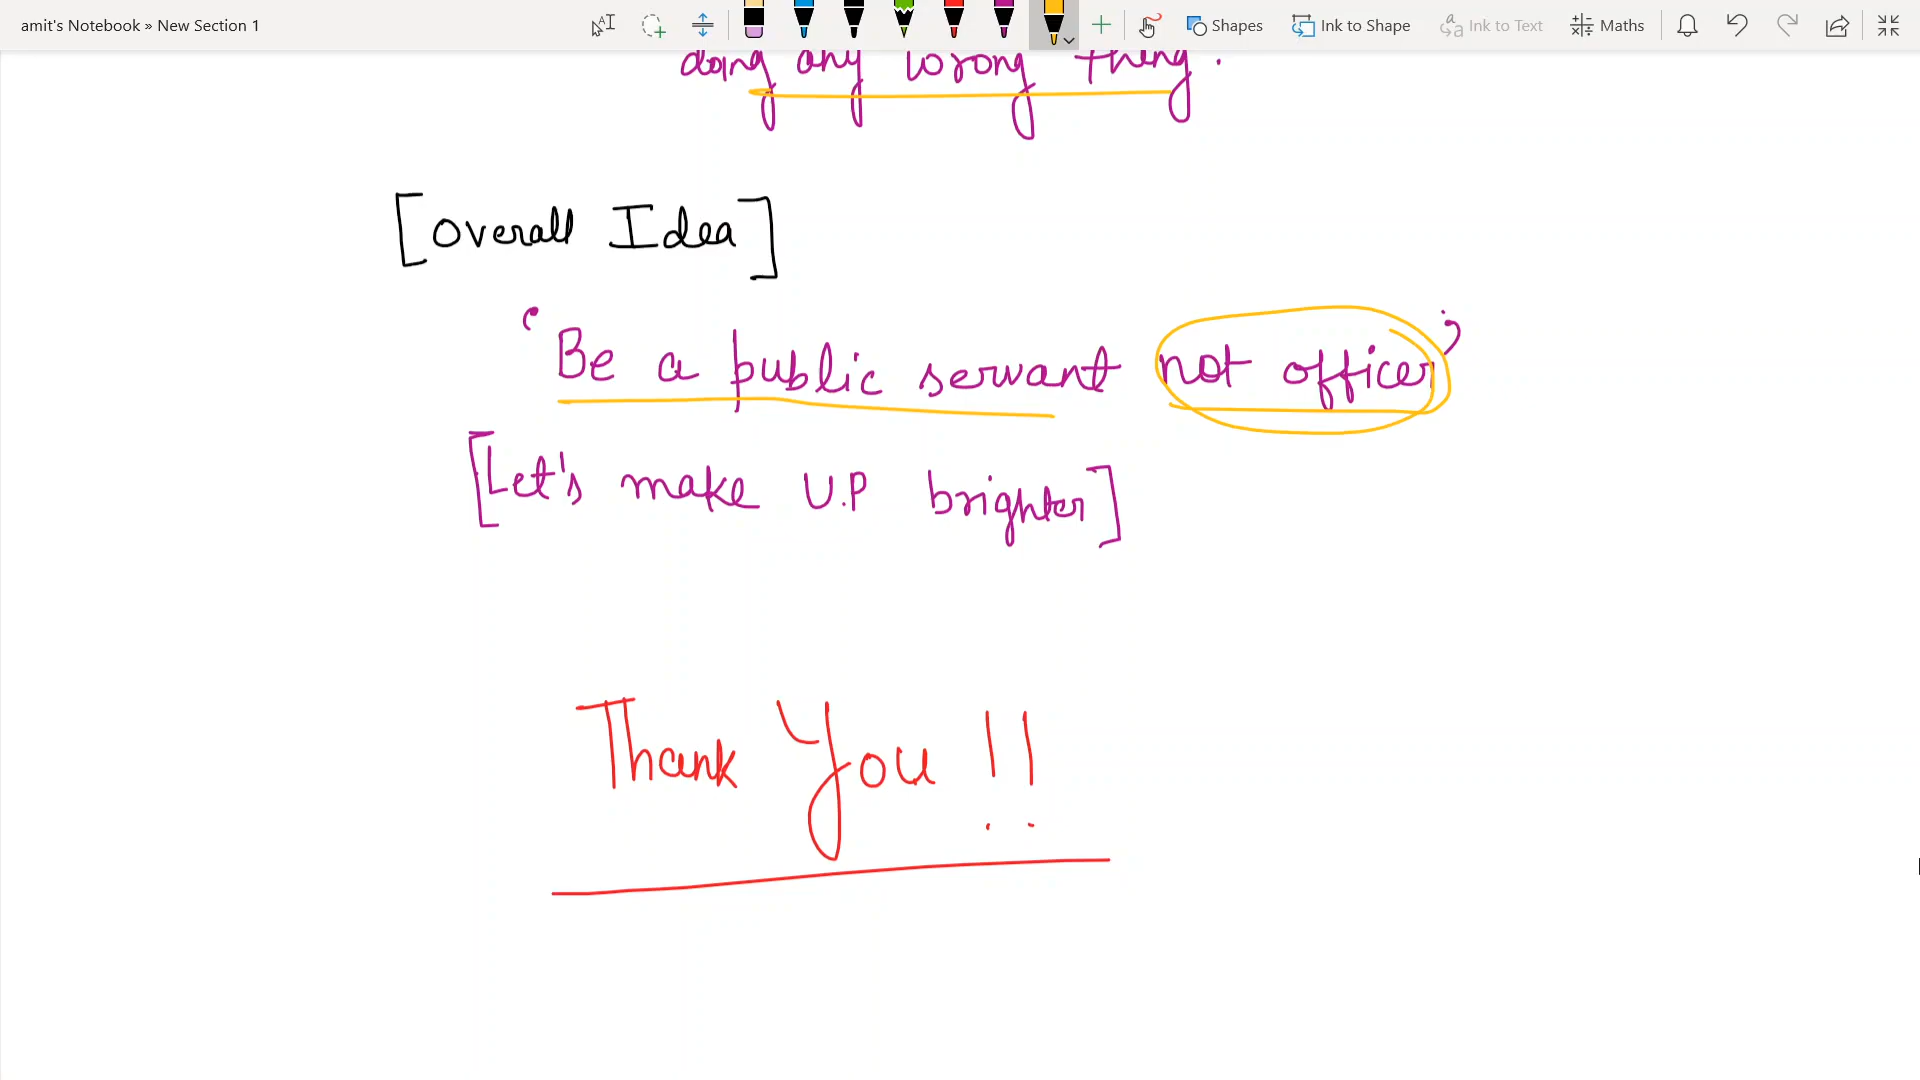 amit's Notebook » New Section 1
Shapes
Ink to Shape
Ink to Text
Maths
doing any wrong thing.
[Overall Idea]
'Be a public servant not officer'
[Let's make U.P brighter]
Thank You !!